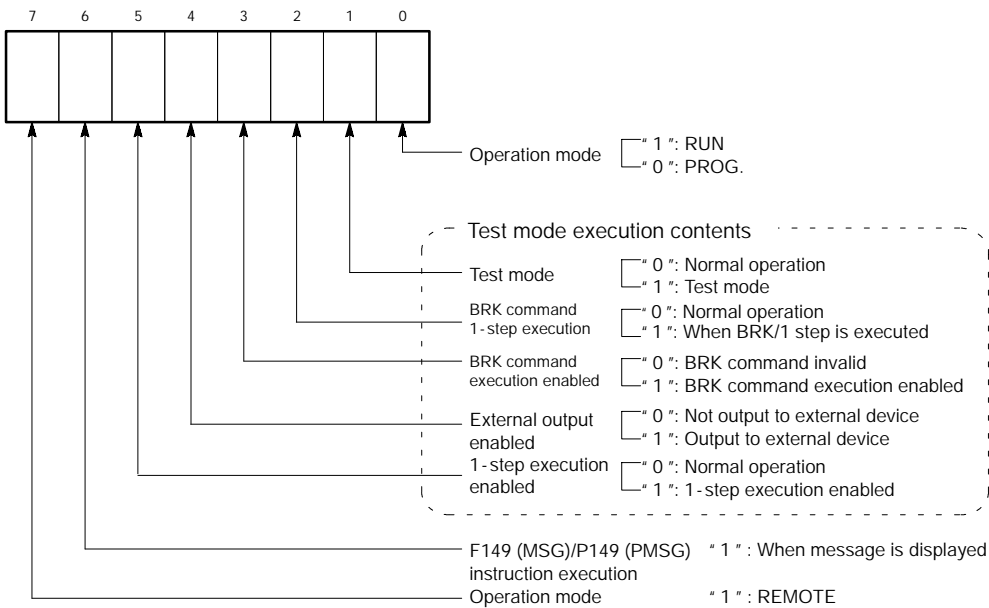 7 6 5 4 3 2 1 0
Operation mode
“ 1 ”: RUN
“ 0 ”: PROG.
Test mode execution contents
Test mode
“ 0 ”: Normal operation
“ 1 ”: Test mode
BRK command
1-step execution
“ 0 ”: Normal operation
“ 1 ”: When BRK/1 step is executed
BRK command
execution enabled
“ 0 ”: BRK command invalid
“ 1 ”: BRK command execution enabled
External output
enabled
“ 0 ”: Not output to external device
“ 1 ”: Output to external device
1-step execution
enabled
“ 0 ”: Normal operation
“ 1 ”: 1-step execution enabled
F149 (MSG)/P149 (PMSG)
instruction execution
“ 1 ” : When message is displayed
Operation mode
“ 1 ” : REMOTE